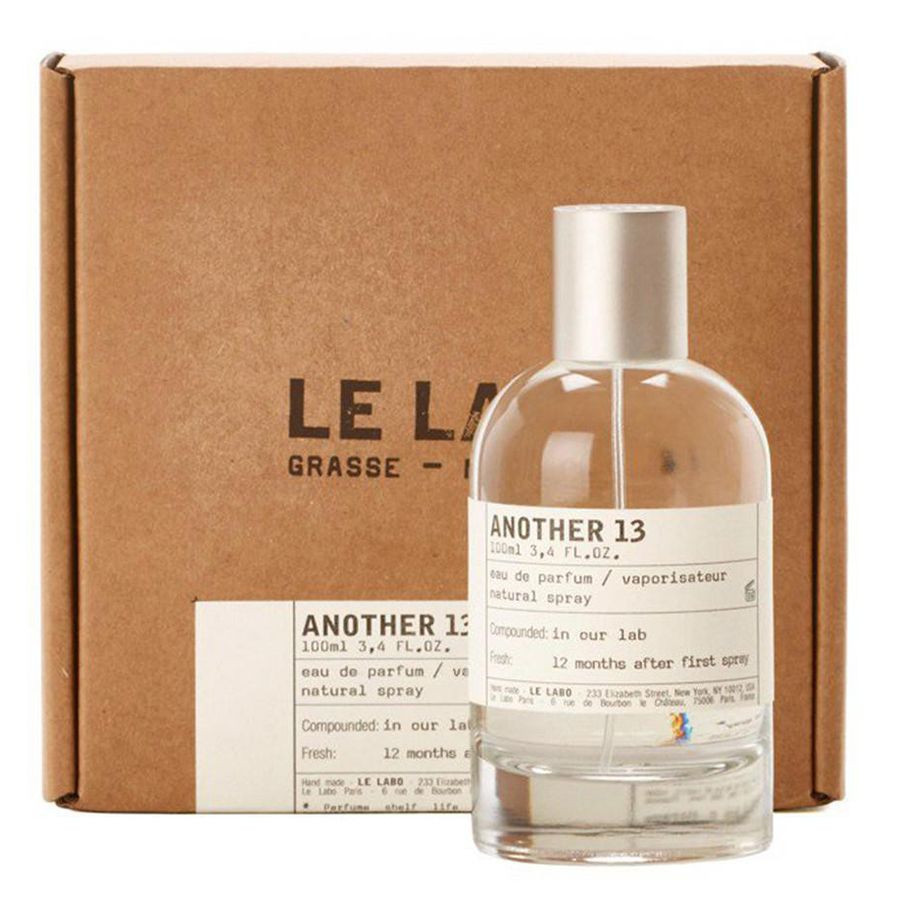 LE LA
GRASSE –
ANOTHER 13
100ml 3,4 FL.OZ.
eau de parfum / va
natural spray
Compounded: in our la
Fresh: 12 months a
Hand made - LE LABO - 233 Elizabeth
Le Labo Paris - 6 rue de Bourbon
* Perfume shelf life
ANOTHER 13
100ml 3,4 FL.OZ.
eau de parfum / vaporisateur
natural spray
Compounded: in our lab
Fresh: 12 months after first spray
Hand made - LE LABO - 233 Elizabeth Street, New York, NY 10012, USA
Le Labo Paris - 6 rue de Bourbon le Château, 75006 Paris, France